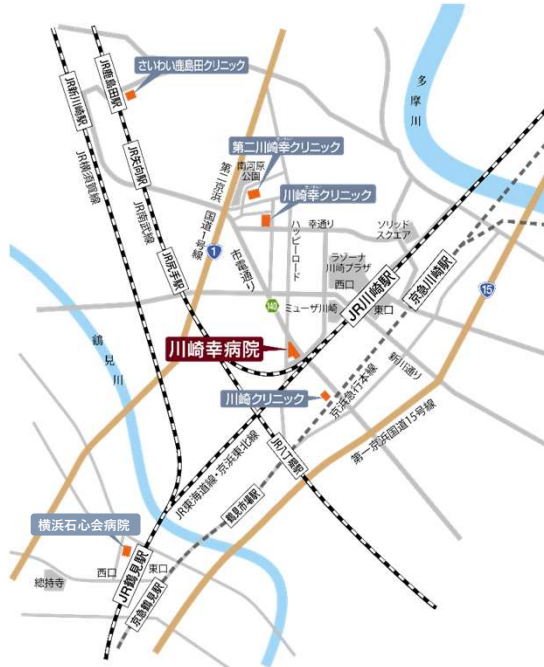 さいわい鹿島田クリニック
JR鹿島田駅
JR新川崎駅
多摩川
第二川崎幸クリニック
JR矢向駅
第二京浜
南河原
公園
川崎幸クリニック
JR横須賀線
JR南武線
国道1号線
ハッピーロード
幸通り
ソリッド
スクエア
1
市電通り
ラゾーナ
川崎プラザ
西口
JR川崎駅
京急川崎駅
15
JR尻手駅
140
ミューザ川崎
東口
鶴見川
川崎幸病院
新川通り
川崎クリニック
京浜急行本線
第一京浜国道15号線
JR東海道線・京浜東北線
JR八丁畷駅
鶴見市場駅
横浜石心会病院
西口
東口
JR鶴見駅
總持寺
京急鶴見駅